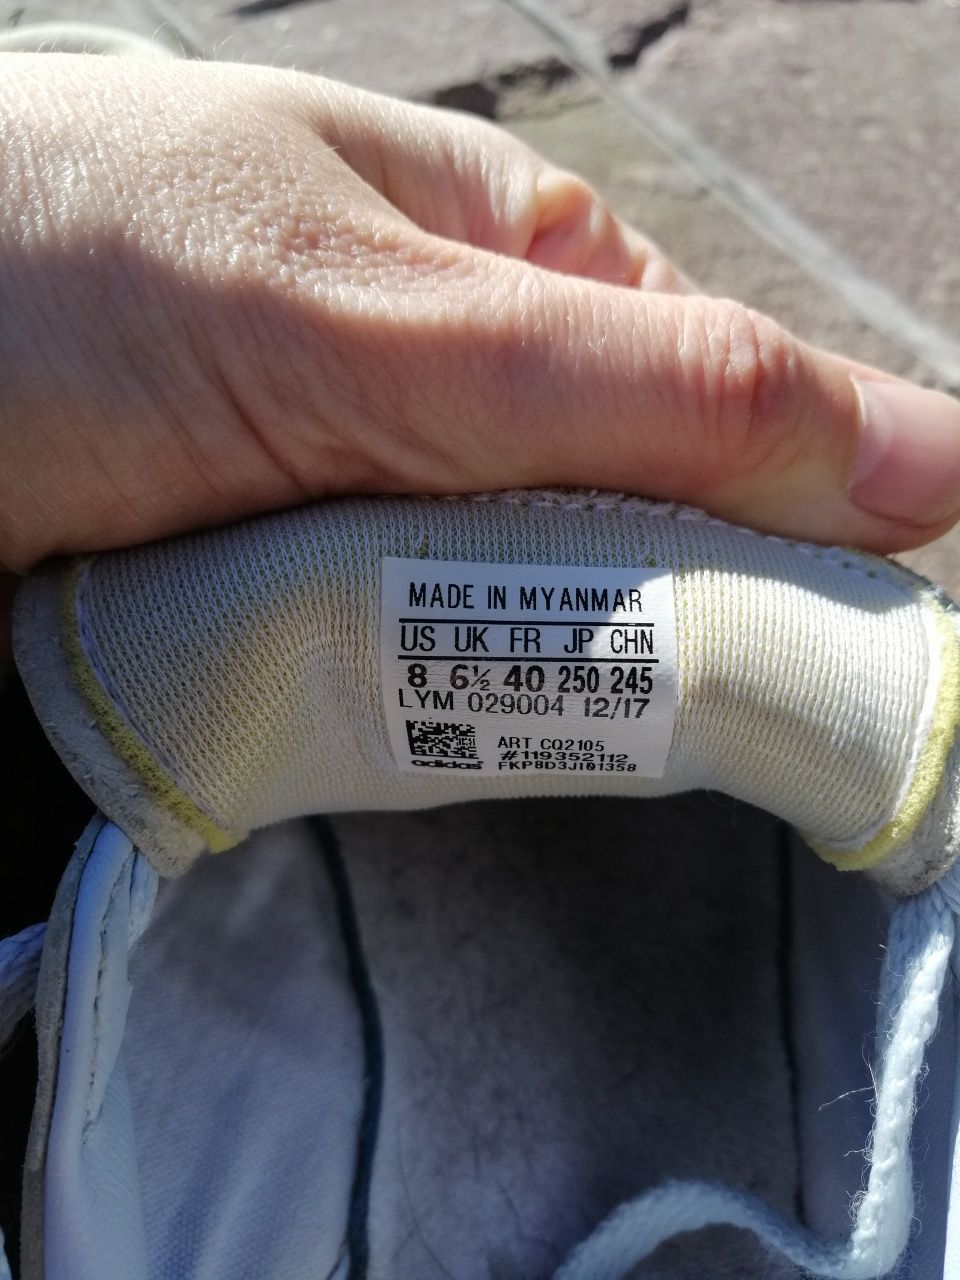 MADE IN MYANMAR
US UK FR JP CHN
8 6½ 40 250 245
LYM 029004 12/17
ART CQ2105
#119352112
adidas FKP8D3JI01358